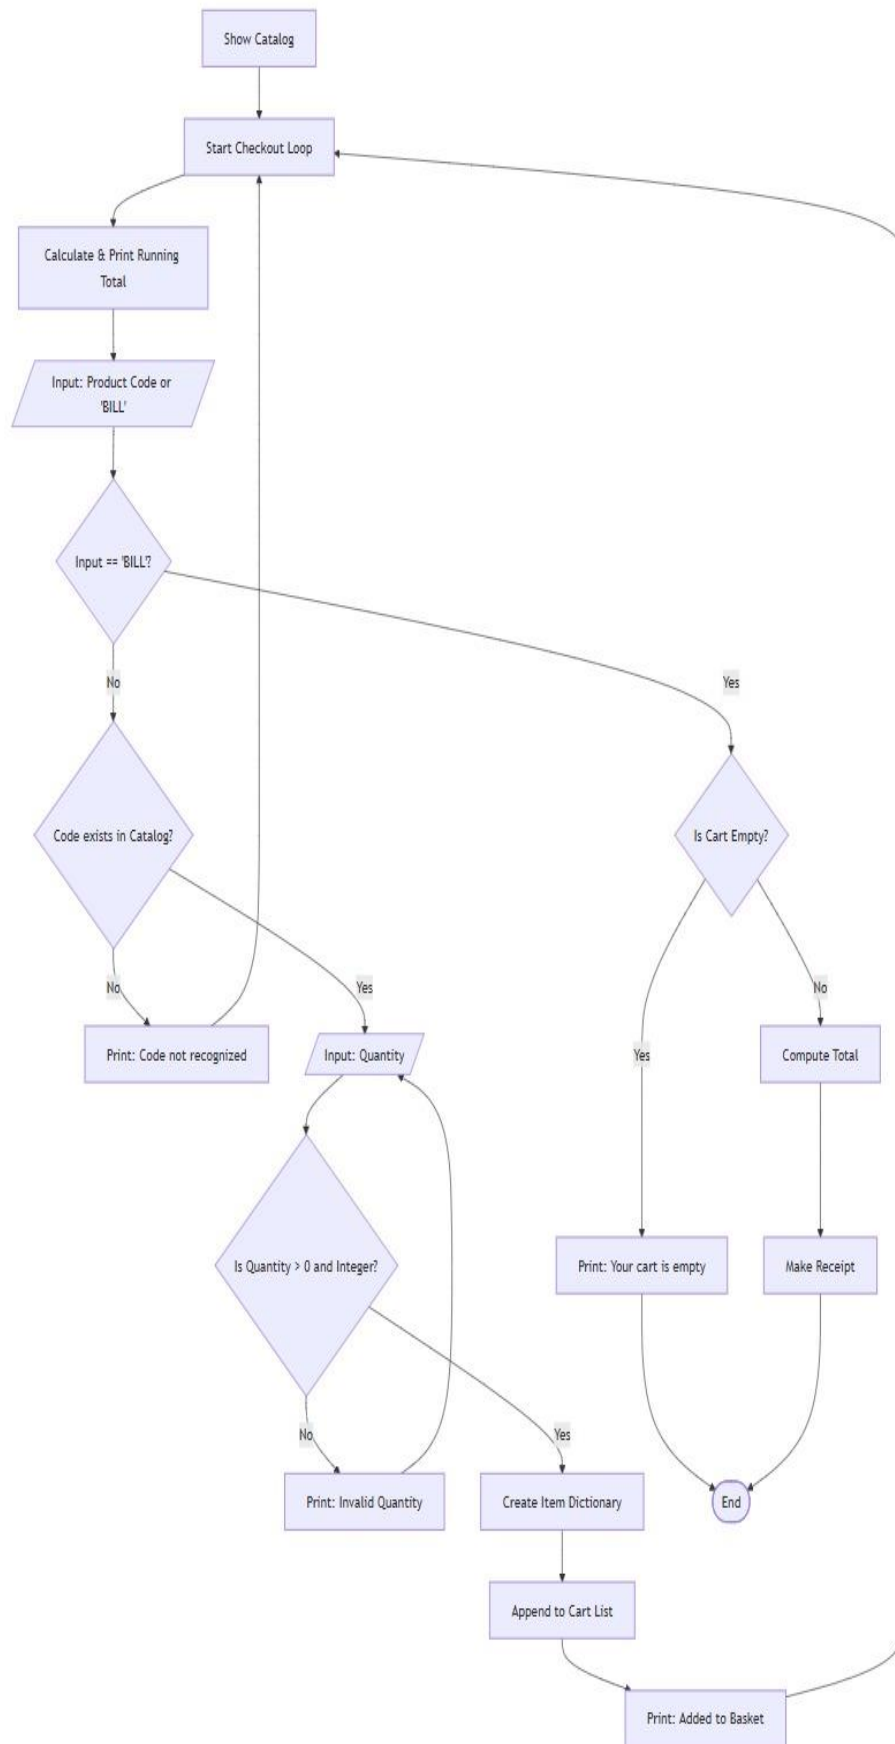 Show Catalog
Start Checkout Loop
Calculate & Print Running
Total
Input: Product Code or
'BILL'
Input == 'BILL'?
No
Yes
Code exists in Catalog?
Is Cart Empty?
No
Yes
No
Print: Code not recognized
Input: Quantity
Yes
Compute Total
Is Quantity > 0 and Integer?
Print: Your cart is empty
Make Receipt
No
Yes
Print: Invalid Quantity
Create Item Dictionary
End
Append to Cart List
Print: Added to Basket